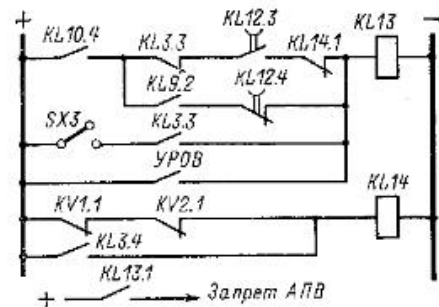 + −
KL10.4 KL3.3 KL12.3 KL14.1 KL13
KL9.2 KL12.4
SX3 KL3.3
УРОВ
KV1.1 KV2.1 KL14
KL3.4
KL13.1
+ Запрет АПВ